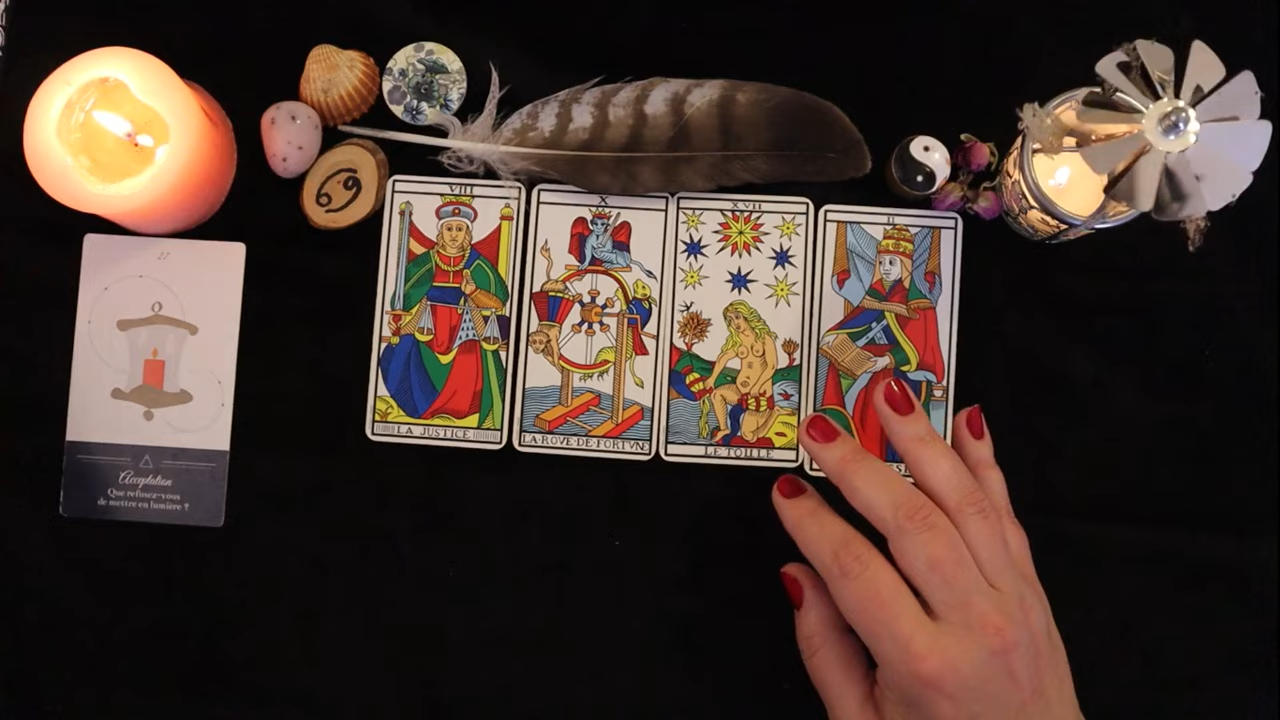 27
Acceptation
Que refusez-vous
de mettre en lumière ?
VIII
LA JUSTICE
X
LA·ROVE·DE·FORTVNE
XVII
LE TOILLE
II